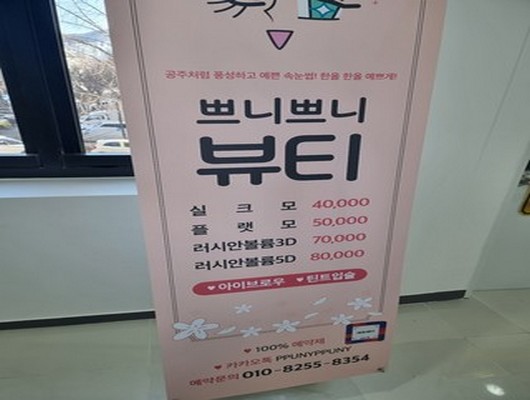 공주처럼 풍성하고 예쁜 속눈썹! 한올 한올 예쁘게!
쁘니쁘니
뷰티
실크모 40,000
플랫모 50,000
러시안볼륨3D 70,000
러시안볼륨5D 80,000
♥아이브로우 ♥틴트입술
♥100% 예약제
♥카카오톡 PPUNYPPUNY
예약문의 010-8255-8354